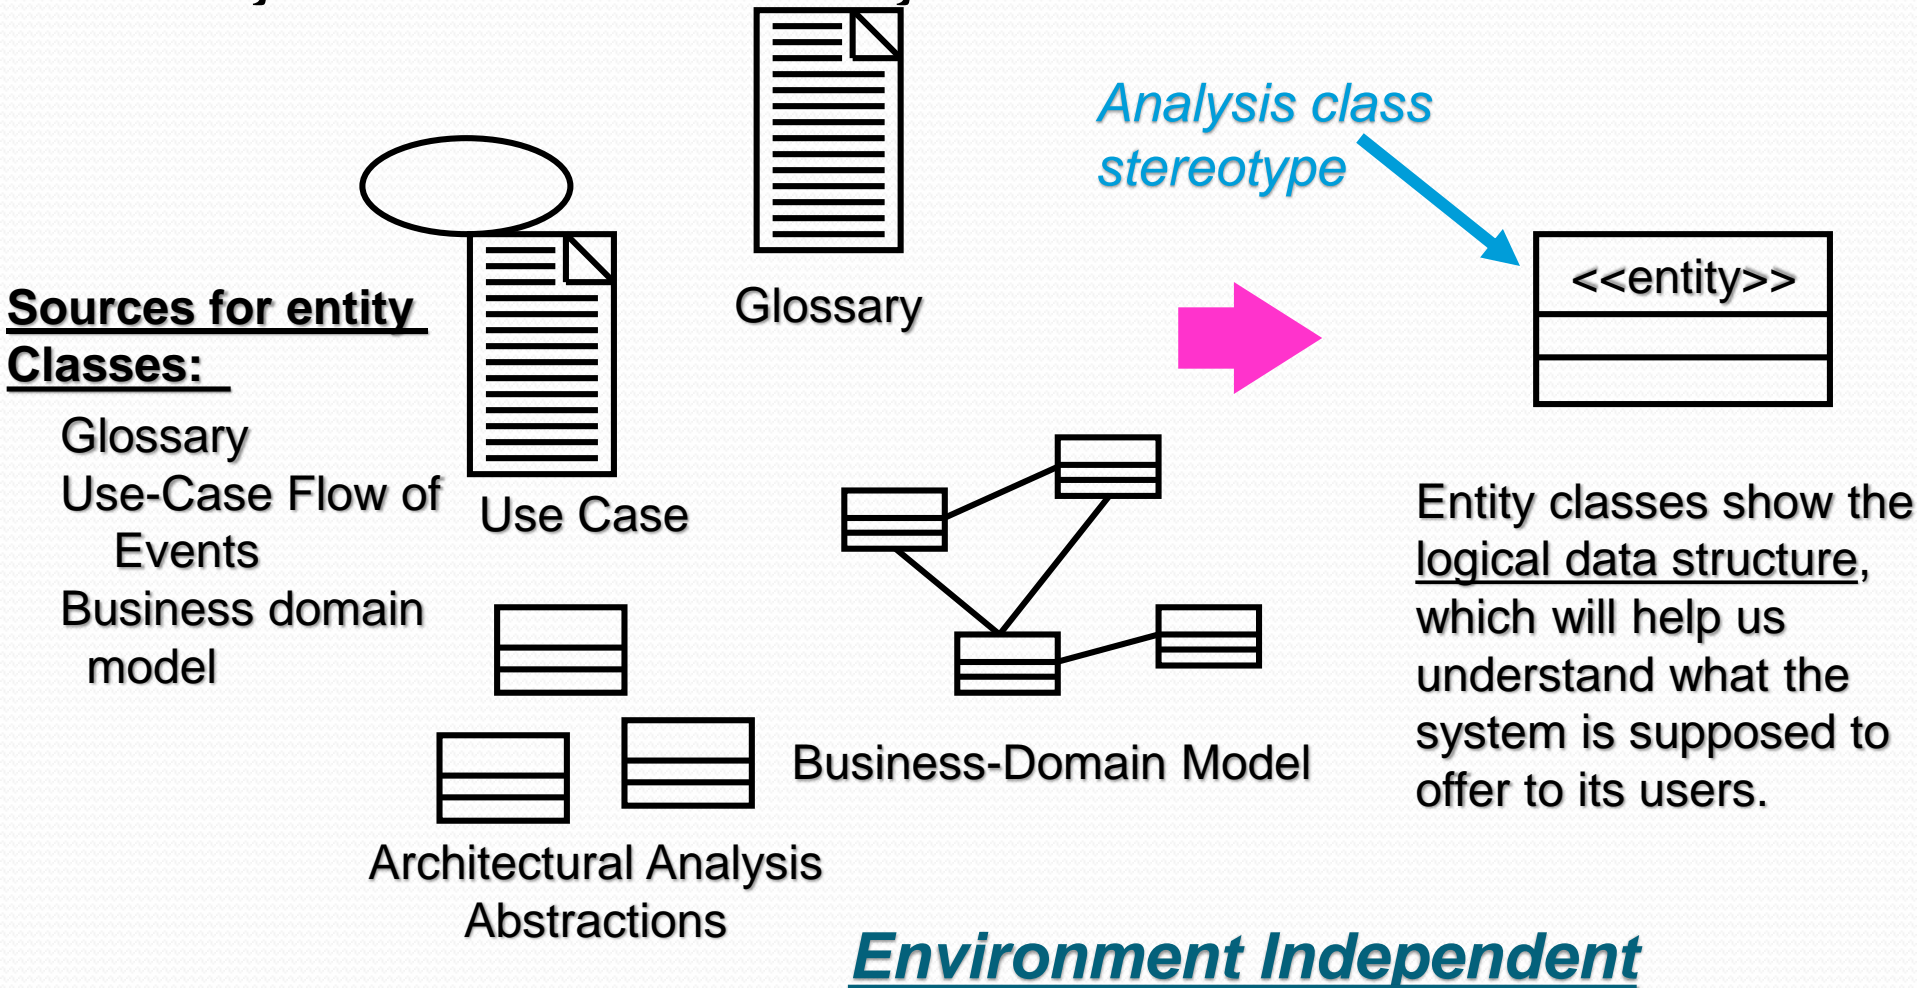 Glossary
Analysis class
stereotype
<<entity>>
Sources for entity
Classes:
Glossary
Use-Case Flow of
Events
Business domain
model
Use Case
Business-Domain Model
Architectural Analysis
Abstractions
Entity classes show the
logical data structure,
which will help us
understand what the
system is supposed to
offer to its users.
Environment Independent